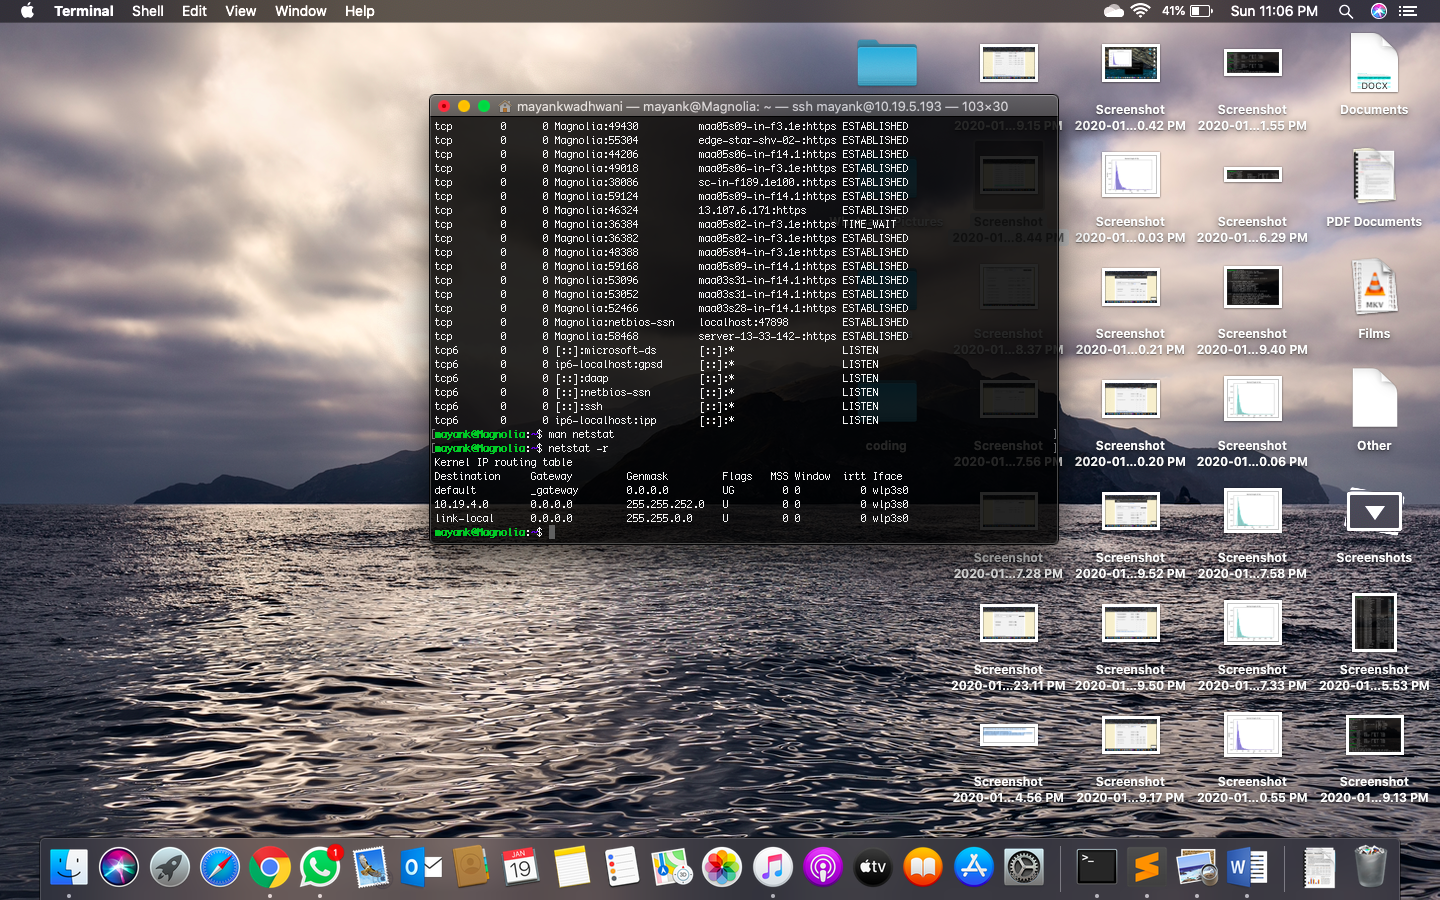 Terminal Shell Edit View Window Help 41% Sun 11:06 PM
mayankwadhwani — mayank@Magnolia: ~ — ssh mayank@10.19.5.193 — 103×30
tcp 0 0 Magnolia:49430 maa05s09-in-f3.1e:https ESTABLISHED
tcp 0 0 Magnolia:55304 edge-star-shv-02-:https ESTABLISHED
tcp 0 0 Magnolia:44206 maa05s06-in-f14.1:https ESTABLISHED
tcp 0 0 Magnolia:49018 maa05s06-in-f3.1e:https ESTABLISHED
tcp 0 0 Magnolia:38086 sc-in-f189.1e100.:https ESTABLISHED
tcp 0 0 Magnolia:59124 maa05s09-in-f14.1:https ESTABLISHED
tcp 0 0 Magnolia:46324 13.107.6.171:https ESTABLISHED
tcp 0 0 Magnolia:36384 maa05s02-in-f3.1e:https TIME_WAIT
tcp 0 0 Magnolia:36382 maa05s02-in-f3.1e:https ESTABLISHED
tcp 0 0 Magnolia:48388 maa05s04-in-f3.1e:https ESTABLISHED
tcp 0 0 Magnolia:59168 maa05s09-in-f14.1:https ESTABLISHED
tcp 0 0 Magnolia:53096 maa03s31-in-f14.1:https ESTABLISHED
tcp 0 0 Magnolia:53052 maa03s31-in-f14.1:https ESTABLISHED
tcp 0 0 Magnolia:52466 maa03s28-in-f14.1:https ESTABLISHED
tcp 0 0 Magnolia:netbios-ssn localhost:47898 ESTABLISHED
tcp 0 0 Magnolia:58468 server-13-33-142-:https ESTABLISHED
tcp6 0 0 [::]:microsoft-ds [::]:* LISTEN
tcp6 0 0 ip6-localhost:gpsd [::]:* LISTEN
tcp6 0 0 [::]:daap [::]:* LISTEN
tcp6 0 0 [::]:netbios-ssn [::]:* LISTEN
tcp6 0 0 [::]:ssh [::]:* LISTEN
tcp6 0 0 ip6-localhost:ipp [::]:* LISTEN
[mayank@Magnolia:~$ man netstat ]
[mayank@Magnolia:~$ netstat -r ]
Kernel IP routing table
Destination Gateway Genmask Flags MSS Window irtt Iface
default _gateway 0.0.0.0 UG 0 0 0 wlp3s0
10.19.4.0 0.0.0.0 255.255.252.0 U 0 0 0 wlp3s0
link-local 0.0.0.0 255.255.0.0 U 0 0 0 wlp3s0
mayank@Magnolia:~$
coding
2020-01...9.15 PM
Pictures
Screenshot
2020-01...8.44 PM
Screenshot
2020-01...8.37 PM
Screenshot
2020-01...7.56 PM
Screenshot
2020-01...7.28 PM
Screenshot
2020-01...23.11 PM
Screenshot
2020-01...4.56 PM
Screenshot
2020-01...0.42 PM
Screenshot
2020-01...0.03 PM
Screenshot
2020-01...0.21 PM
Screenshot
2020-01...0.20 PM
Screenshot
2020-01...9.52 PM
Screenshot
2020-01...9.50 PM
Screenshot
2020-01...9.17 PM
Screenshot
2020-01...1.55 PM
Screenshot
2020-01...6.29 PM
Screenshot
2020-01...9.40 PM
Screenshot
2020-01...0.06 PM
Screenshot
2020-01...7.58 PM
Screenshot
2020-01...7.33 PM
Screenshot
2020-01...0.55 PM
DOCX
Documents
PDF Documents
MKV
Films
Other
Screenshots
Screenshot
2020-01...5.53 PM
Screenshot
2020-01...9.13 PM
1
JAN
19
tv
>_
W